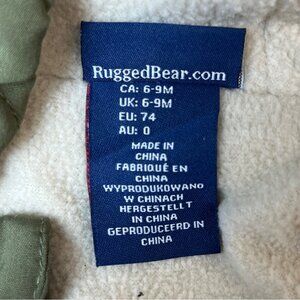 RuggedBear.com
CA: 6-9M
UK: 6-9M
EU: 74
AU: 0
MADE IN
CHINA
FABRIQUÉ EN
CHINA
WYPRODUKOWANO
W CHINACH
HERGESTELLT
IN CHINA
GEPRODUCEERD IN
CHINA